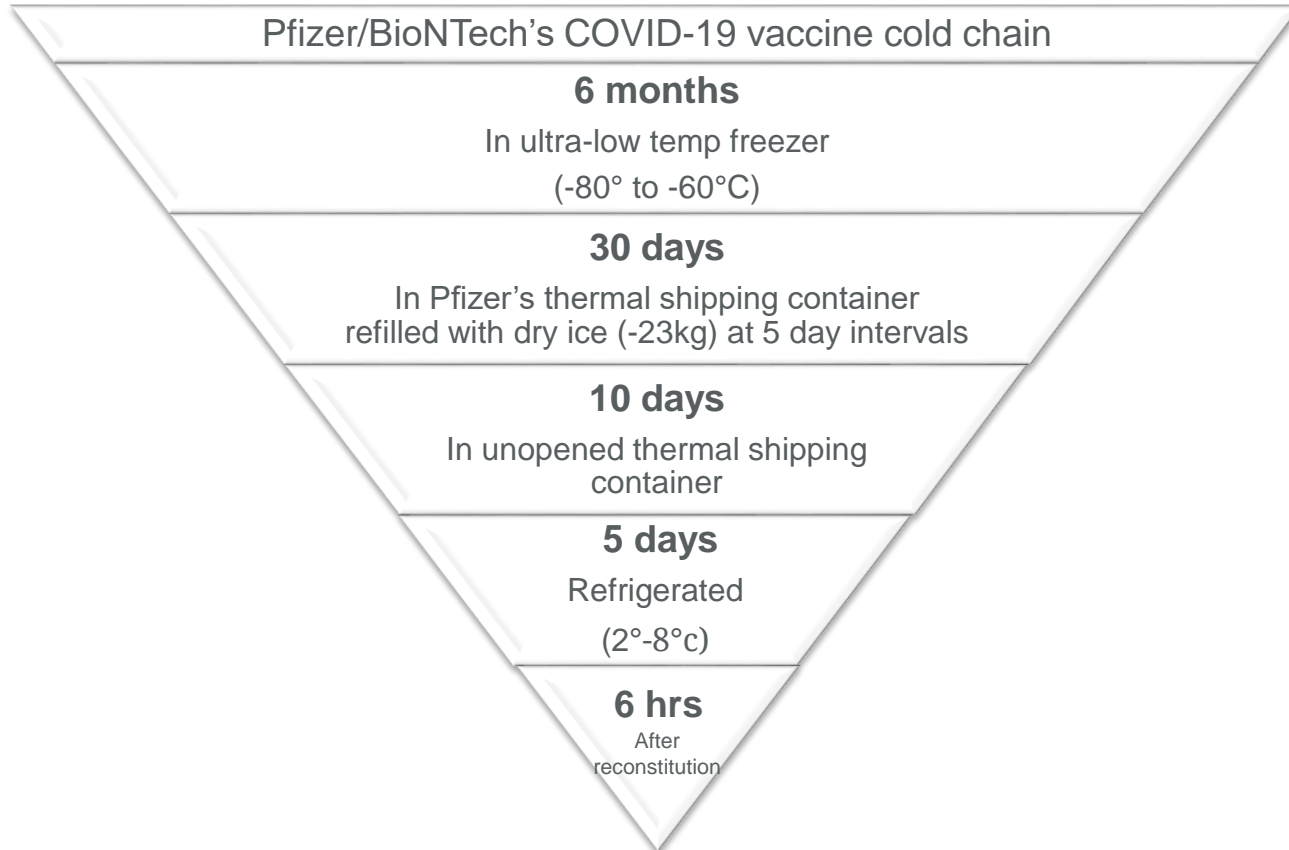 Pfizer/BioNTech’s COVID-19 vaccine cold chain
6 months
In ultra-low temp freezer
(-80° to -60°C)
30 days
In Pfizer’s thermal shipping container
refilled with dry ice (-23kg) at 5 day intervals
10 days
In unopened thermal shipping
container
5 days
Refrigerated
(2°-8°c)
6 hrs
After
reconstitution